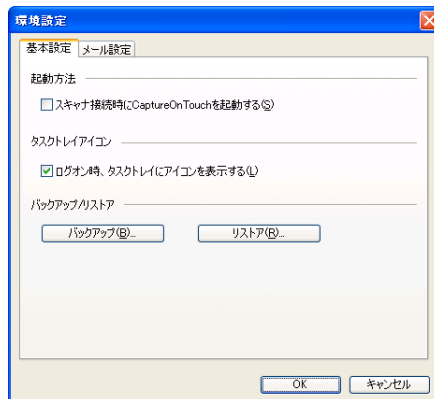 環境設定
基本設定 メール設定
起動方法
スキャナ接続時にCaptureOnTouchを起動する(S)
タスクトレイアイコン
ログオン時、タスクトレイにアイコンを表示する(L)
バックアップ/リストア
バックアップ(B)... リストア(R)...
OK キャンセル